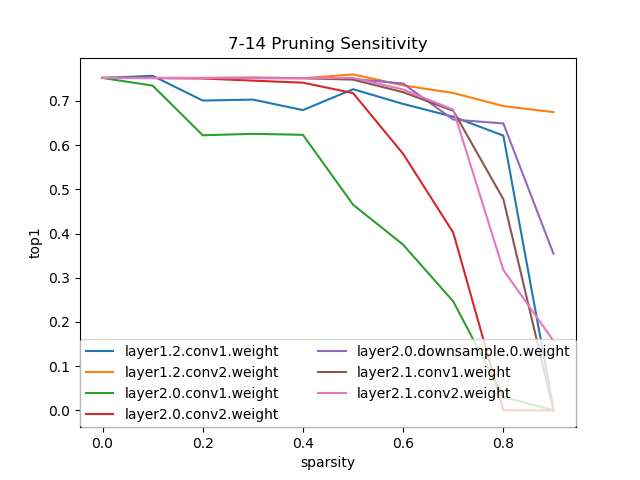 7-14 Pruning Sensitivity
top1
0.7
0.6
0.5
0.4
0.3
0.2
0.1
0.0
layer1.2.conv1.weight
layer1.2.conv2.weight
layer2.0.conv1.weight
layer2.0.conv2.weight
layer2.0.downsample.0.weight
layer2.1.conv1.weight
layer2.1.conv2.weight
0.0 0.2 0.4 0.6 0.8
sparsity